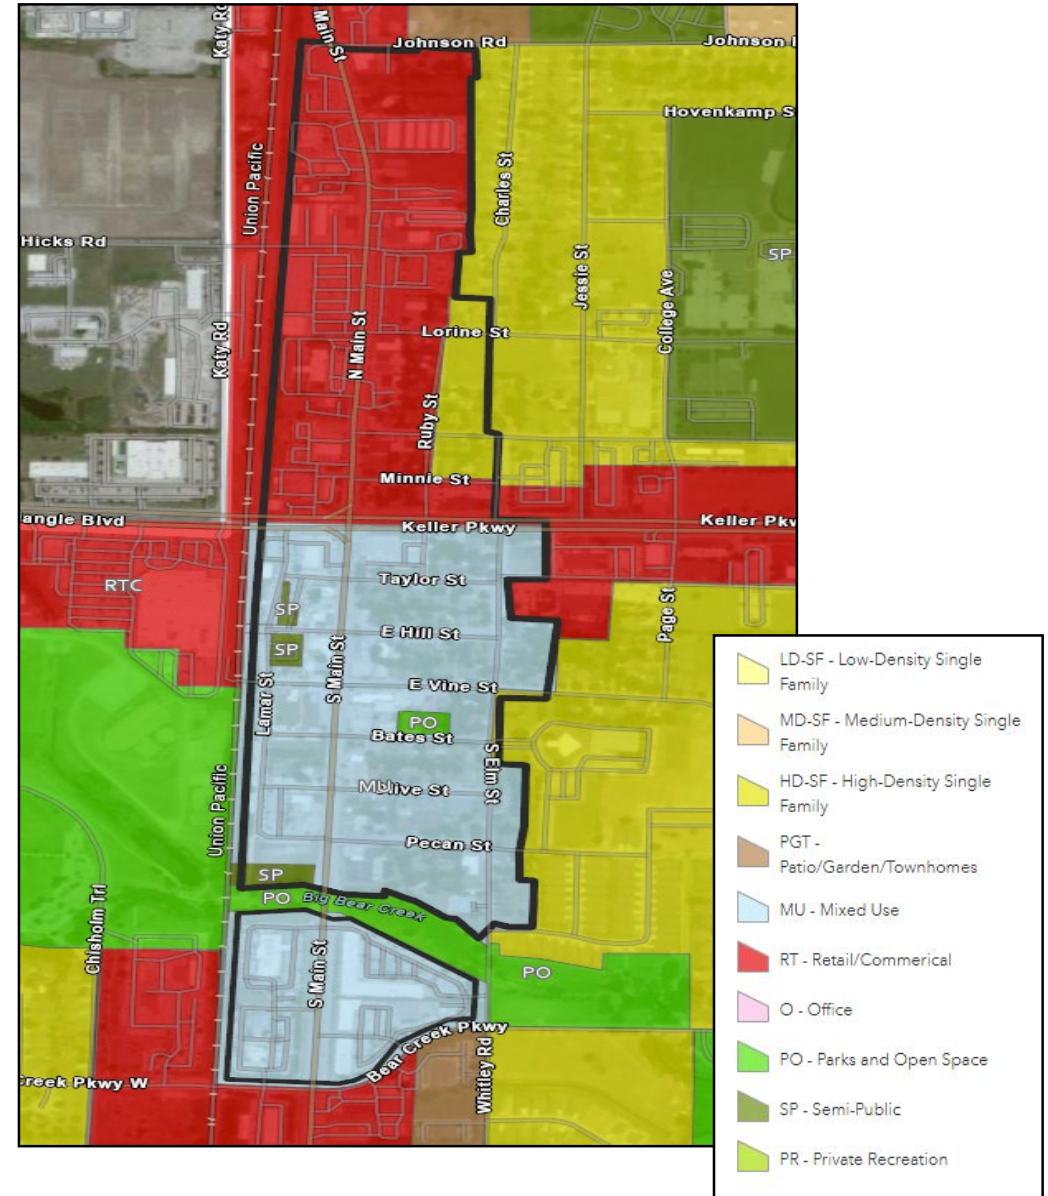 Katy Rd
Main St
Johnson Rd
Johnson
Hovenkamp S
Union Pacific
Charles St
Hicks Rd
SP
Jessie St
College Ave
Katy Rd
N Main St
Lorine St
Ruby St
Minnie St
angle Blvd
Keller Pkwy
Keller Pkw
RTC
Taylor St
SP
Page St
E Hill St
SP
S Main St
E Vine St
Lamar St
PO
Bates St
S Elm St
MU
Olive St
Union Pacific
Pecan St
SP
PO
Big Bear Creek
Chisholm Trl
S Main St
PO
Bear Creek Pkwy
Whitley Rd
Creek Pkwy W
LD-SF - Low-Density Single
Family
MD-SF - Medium-Density Single
Family
HD-SF - High-Density Single
Family
PGT -
Patio/Garden/Townhomes
MU - Mixed Use
RT - Retail/Commerical
O - Office
PO - Parks and Open Space
SP - Semi-Public
PR - Private Recreation